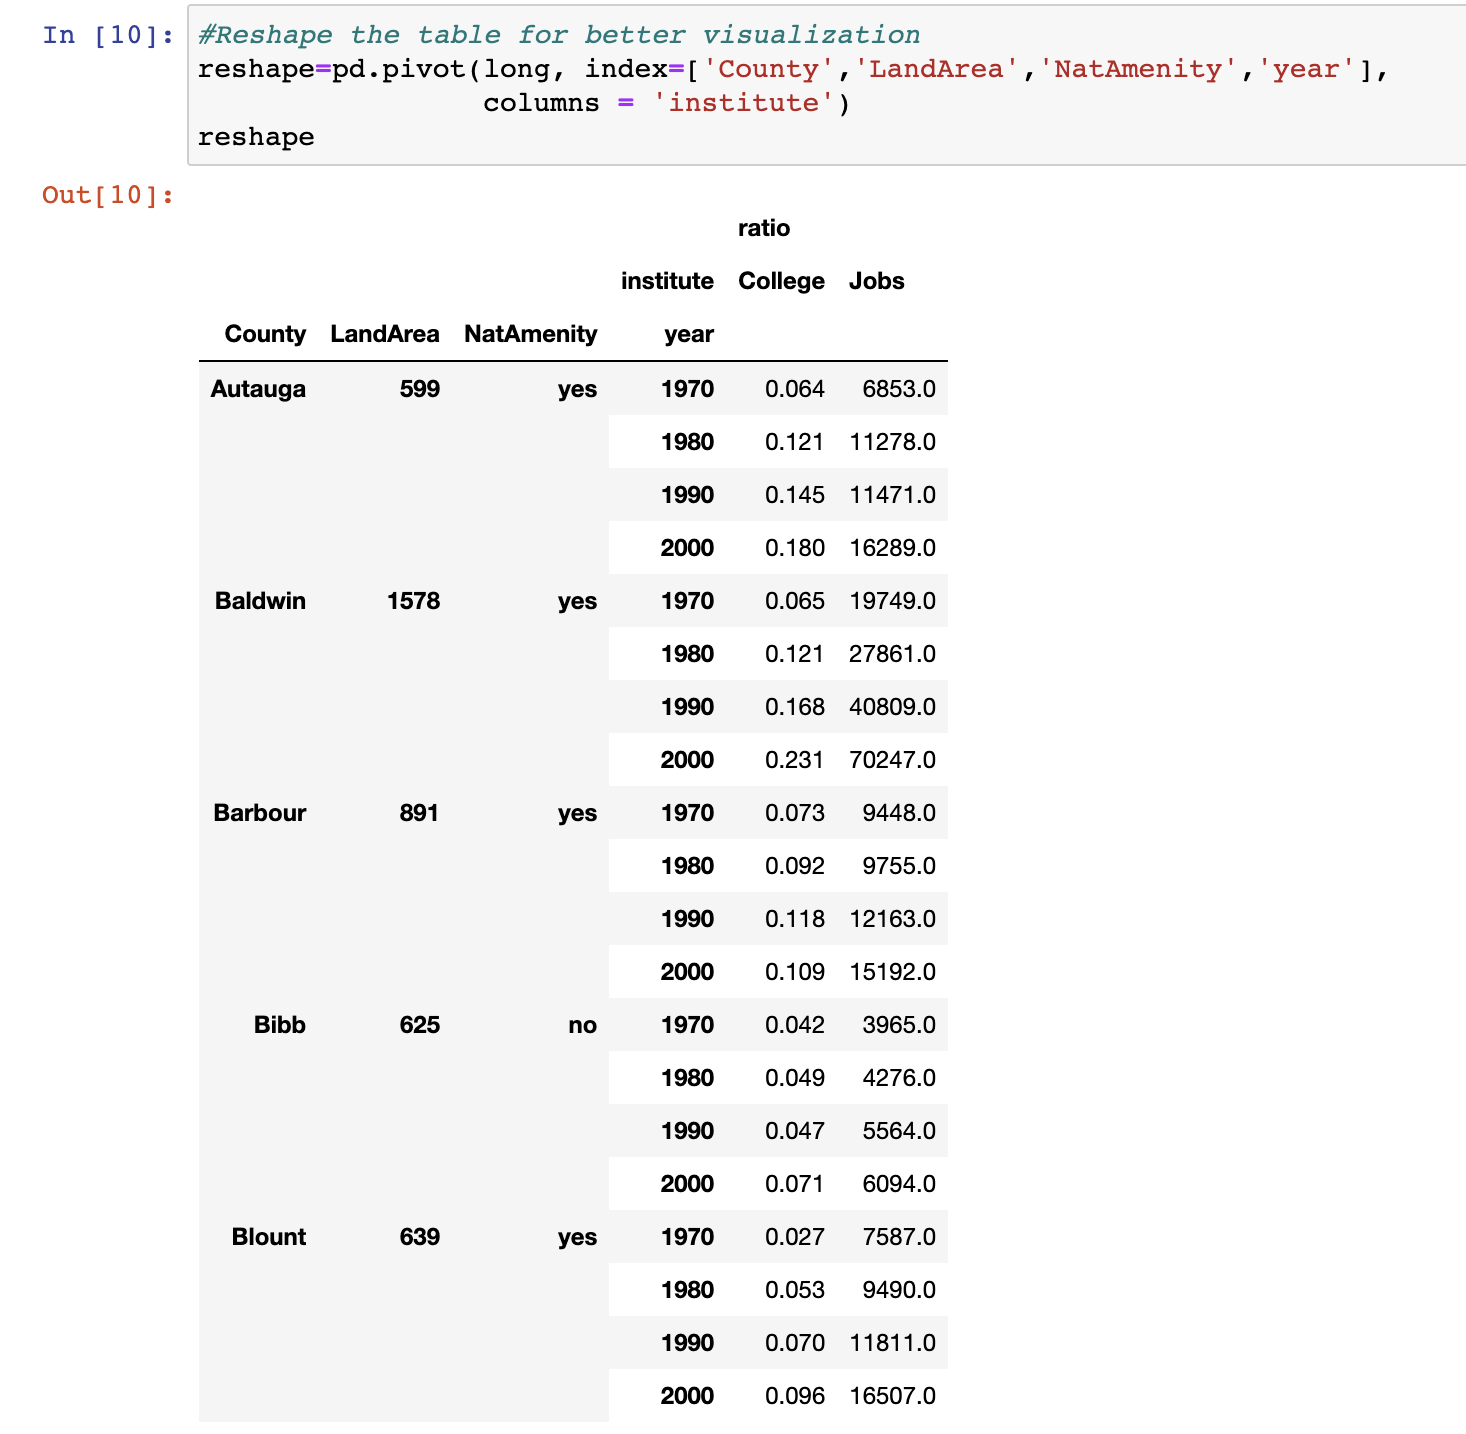 In [10]: #Reshape the table for better visualization
reshape=pd.pivot(long, index=['County','LandArea','NatAmenity','year'],
columns = 'institute')
reshape
Out[10]:
ratio
institute College Jobs
County LandArea NatAmenity year
Autauga 599 yes 1970 0.064 6853.0
1980 0.121 11278.0
1990 0.145 11471.0
2000 0.180 16289.0
Baldwin 1578 yes 1970 0.065 19749.0
1980 0.121 27861.0
1990 0.168 40809.0
2000 0.231 70247.0
Barbour 891 yes 1970 0.073 9448.0
1980 0.092 9755.0
1990 0.118 12163.0
2000 0.109 15192.0
Bibb 625 no 1970 0.042 3965.0
1980 0.049 4276.0
1990 0.047 5564.0
2000 0.071 6094.0
Blount 639 yes 1970 0.027 7587.0
1980 0.053 9490.0
1990 0.070 11811.0
2000 0.096 16507.0